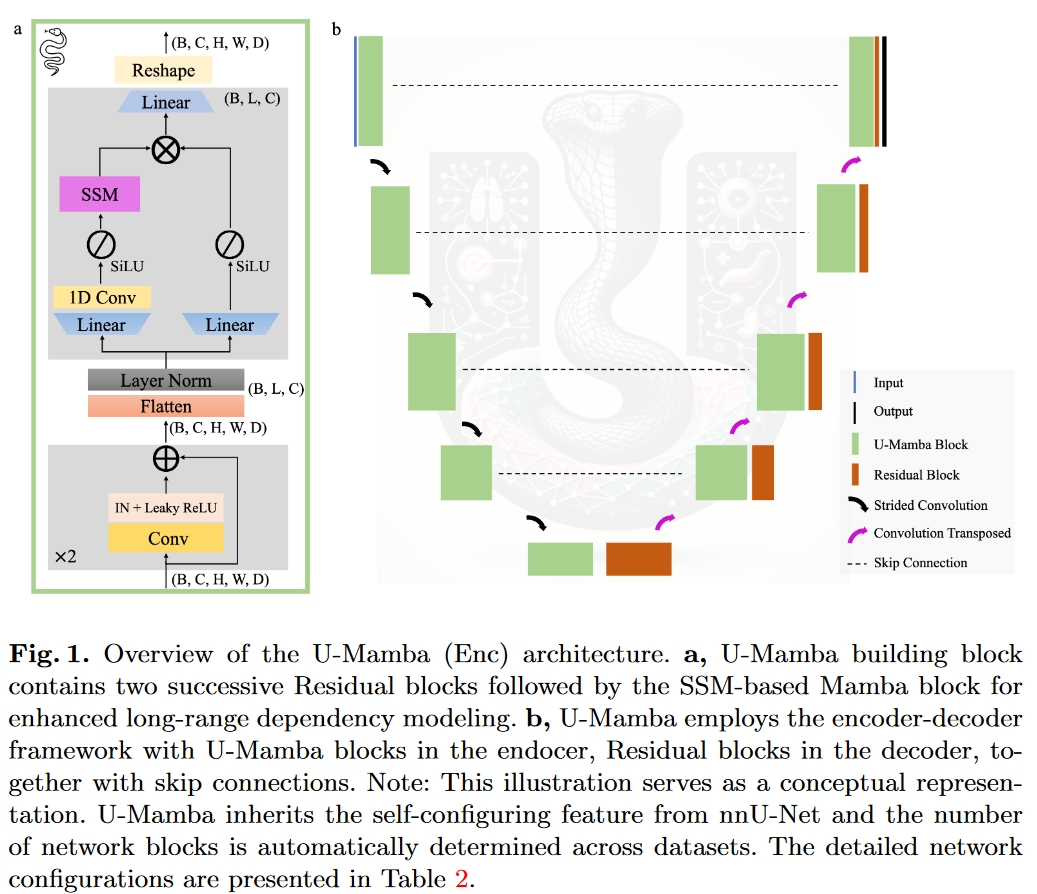 a
(B, C, H, W, D)
Reshape
Linear
(B, L, C)
SSM
SiLU
SiLU
1D Conv
Linear
Linear
Layer Norm
(B, L, C)
Flatten
(B, C, H, W, D)
IN + Leaky ReLU
Conv
×2
(B, C, H, W, D)
b
Input
Output
U-Mamba Block
Residual Block
Strided Convolution
Convolution Transposed
Skip Connection
Fig. 1. Overview of the U-Mamba (Enc) architecture. a, U-Mamba building block
contains two successive Residual blocks followed by the SSM-based Mamba block for
enhanced long-range dependency modeling. b, U-Mamba employs the encoder-decoder
framework with U-Mamba blocks in the endocer, Residual blocks in the decoder, to-
gether with skip connections. Note: This illustration serves as a conceptual represen-
tation. U-Mamba inherits the self-configuring feature from nnU-Net and the number
of network blocks is automatically determined across datasets. The detailed network
configurations are presented in Table 2.